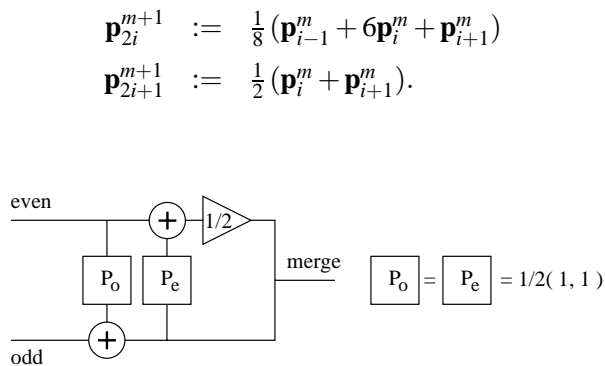 p_{2i}^{m+1} := 1/8 (p_{i-1}^m + 6p_i^m + p_{i+1}^m)
p_{2i+1}^{m+1} := 1/2 (p_i^m + p_{i+1}^m).
even
+ 1/2
merge
P_o P_e
P_o = P_e = 1/2( 1, 1 )
+
odd